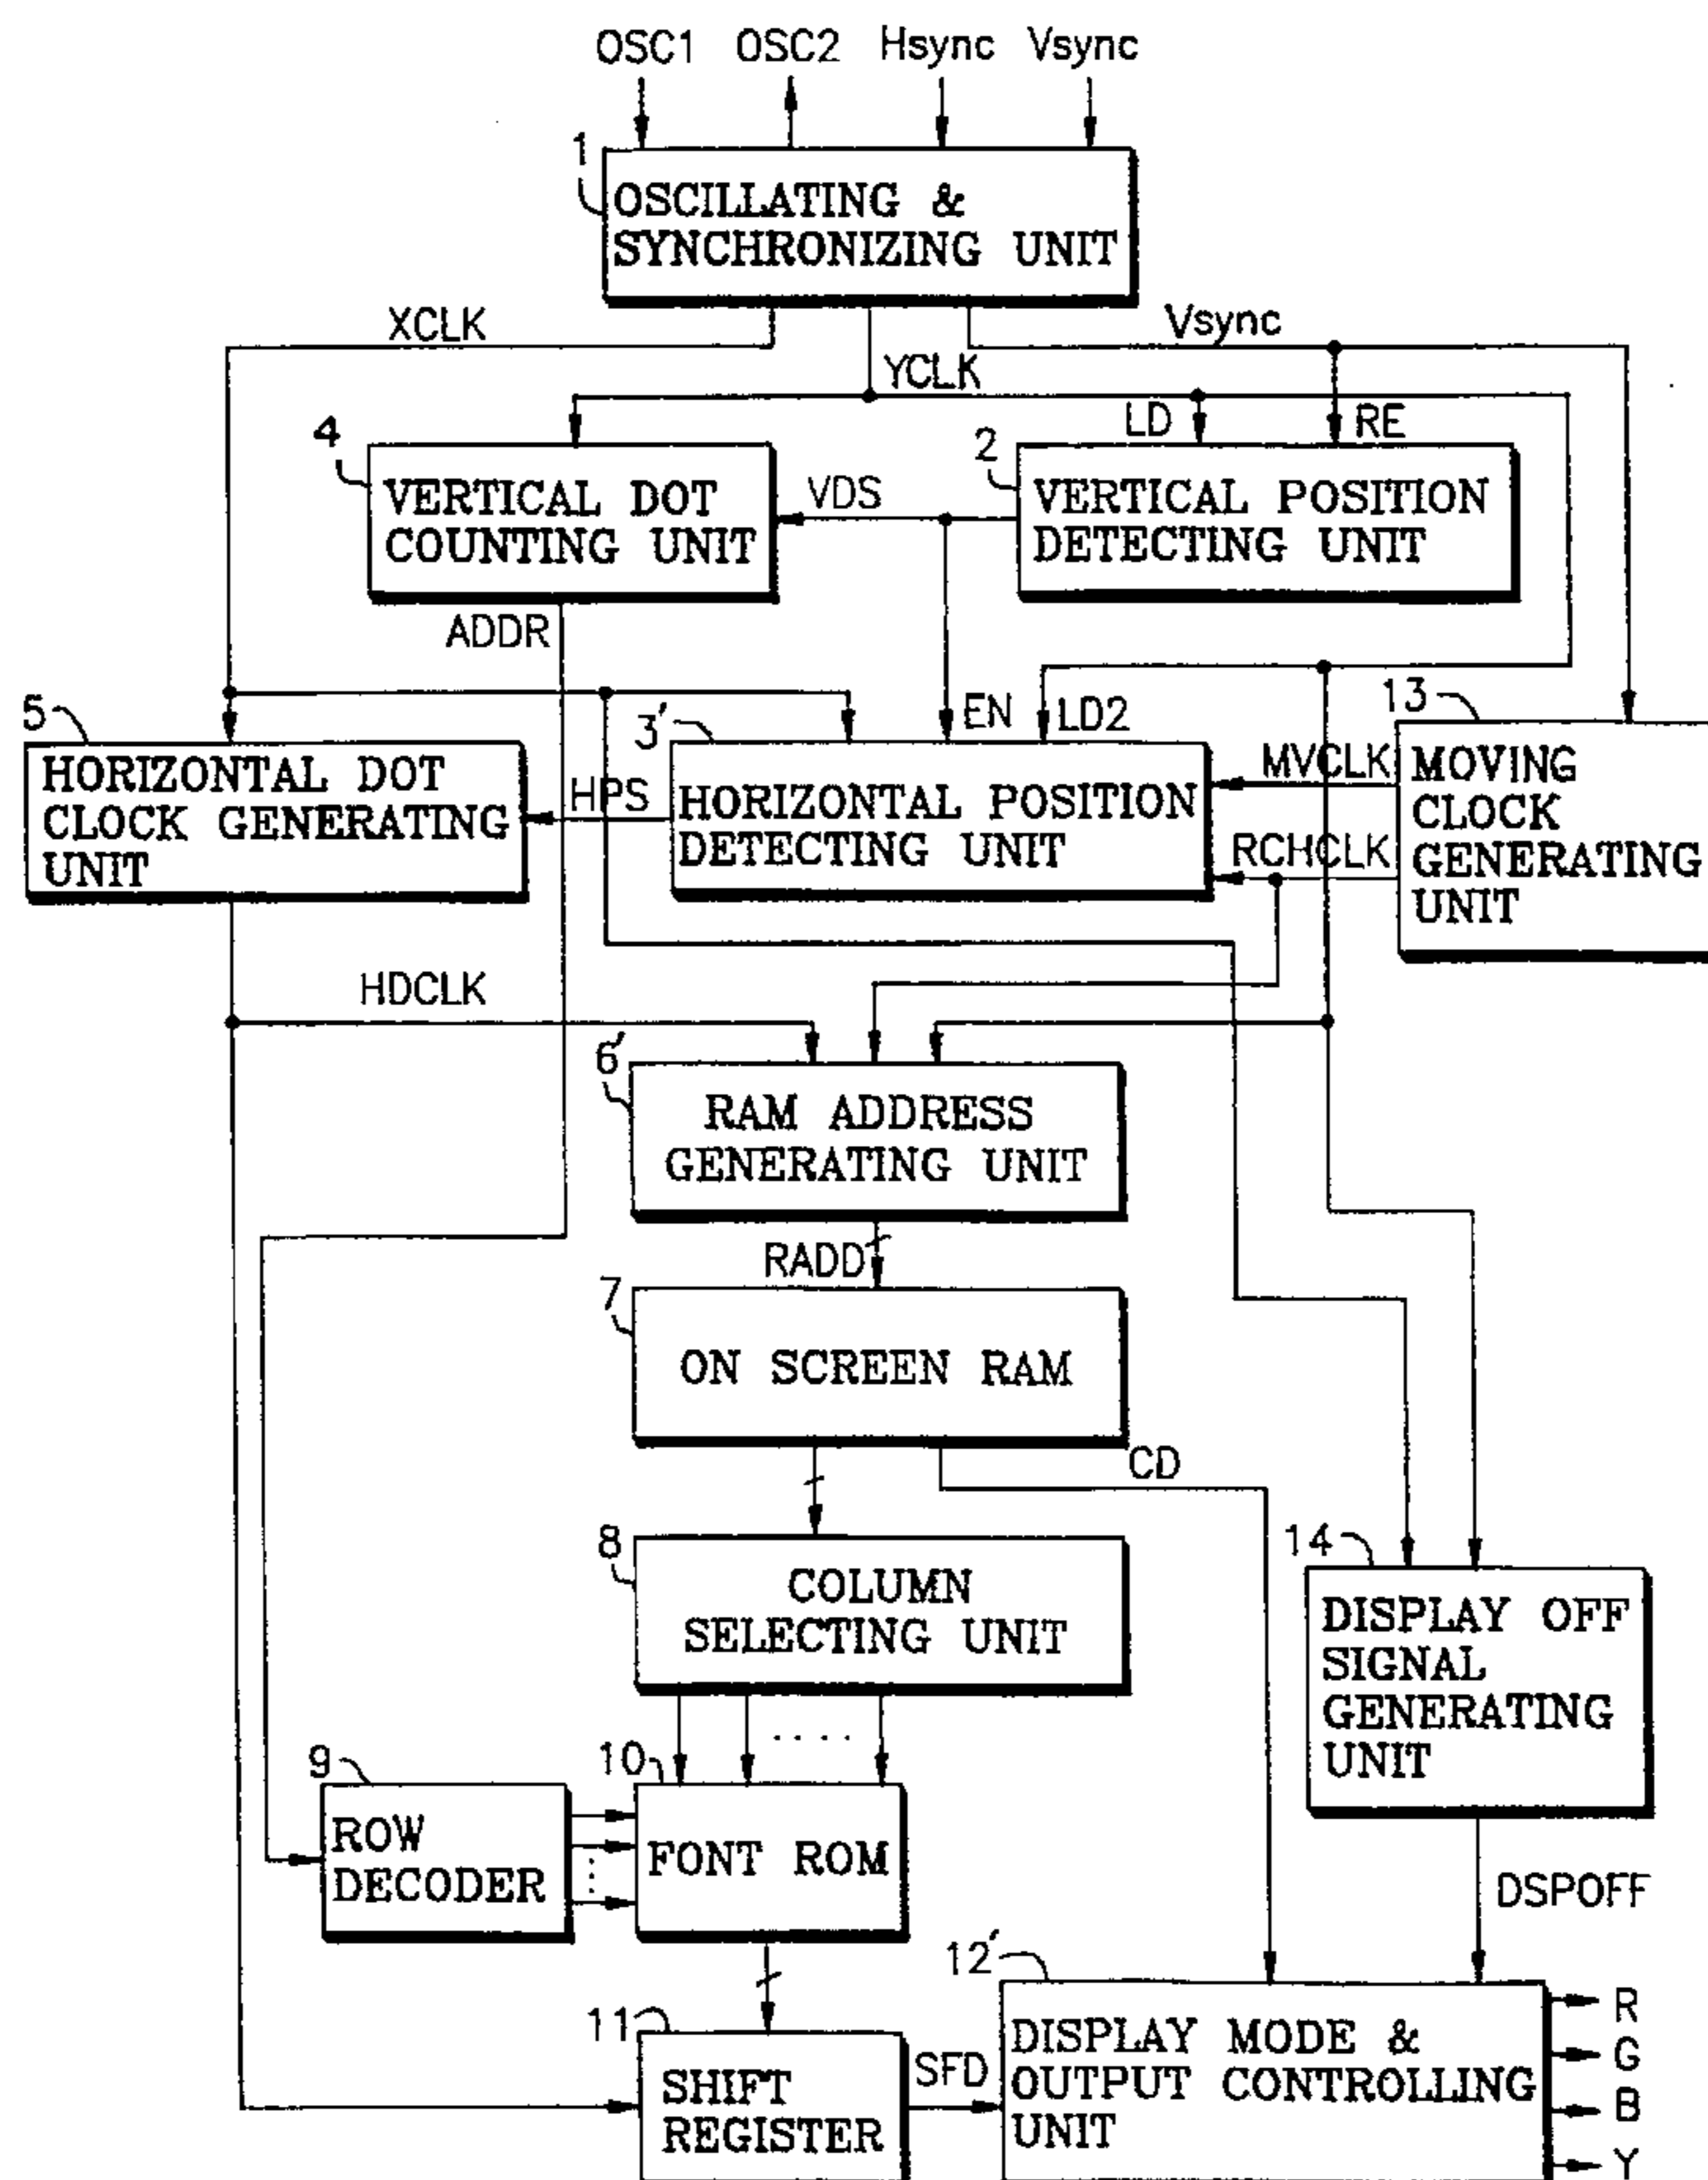 OSC1 OSC2 Hsync Vsync
1
OSCILLATING &
SYNCHRONIZING UNIT
XCLK
Vsync
YCLK
LD
RE
4
VERTICAL DOT
COUNTING UNIT
VDS
2
VERTICAL POSITION
DETECTING UNIT
ADDR
5
HORIZONTAL DOT
CLOCK GENERATING
UNIT
HPS
3'
EN
LD2
HORIZONTAL POSITION
DETECTING UNIT
MVCLK
RCHCLK
13
MOVING
CLOCK
GENERATING
UNIT
HDCLK
6'
RAM ADDRESS
GENERATING UNIT
RADD
7
ON SCREEN RAM
CD
8
COLUMN
SELECTING UNIT
14
DISPLAY OFF
SIGNAL
GENERATING
UNIT
9
ROW
DECODER
10
FONT ROM
DSPOFF
11
SHIFT
REGISTER
SFD
12'
DISPLAY MODE &
OUTPUT CONTROLLING
UNIT
R
G
B
Y